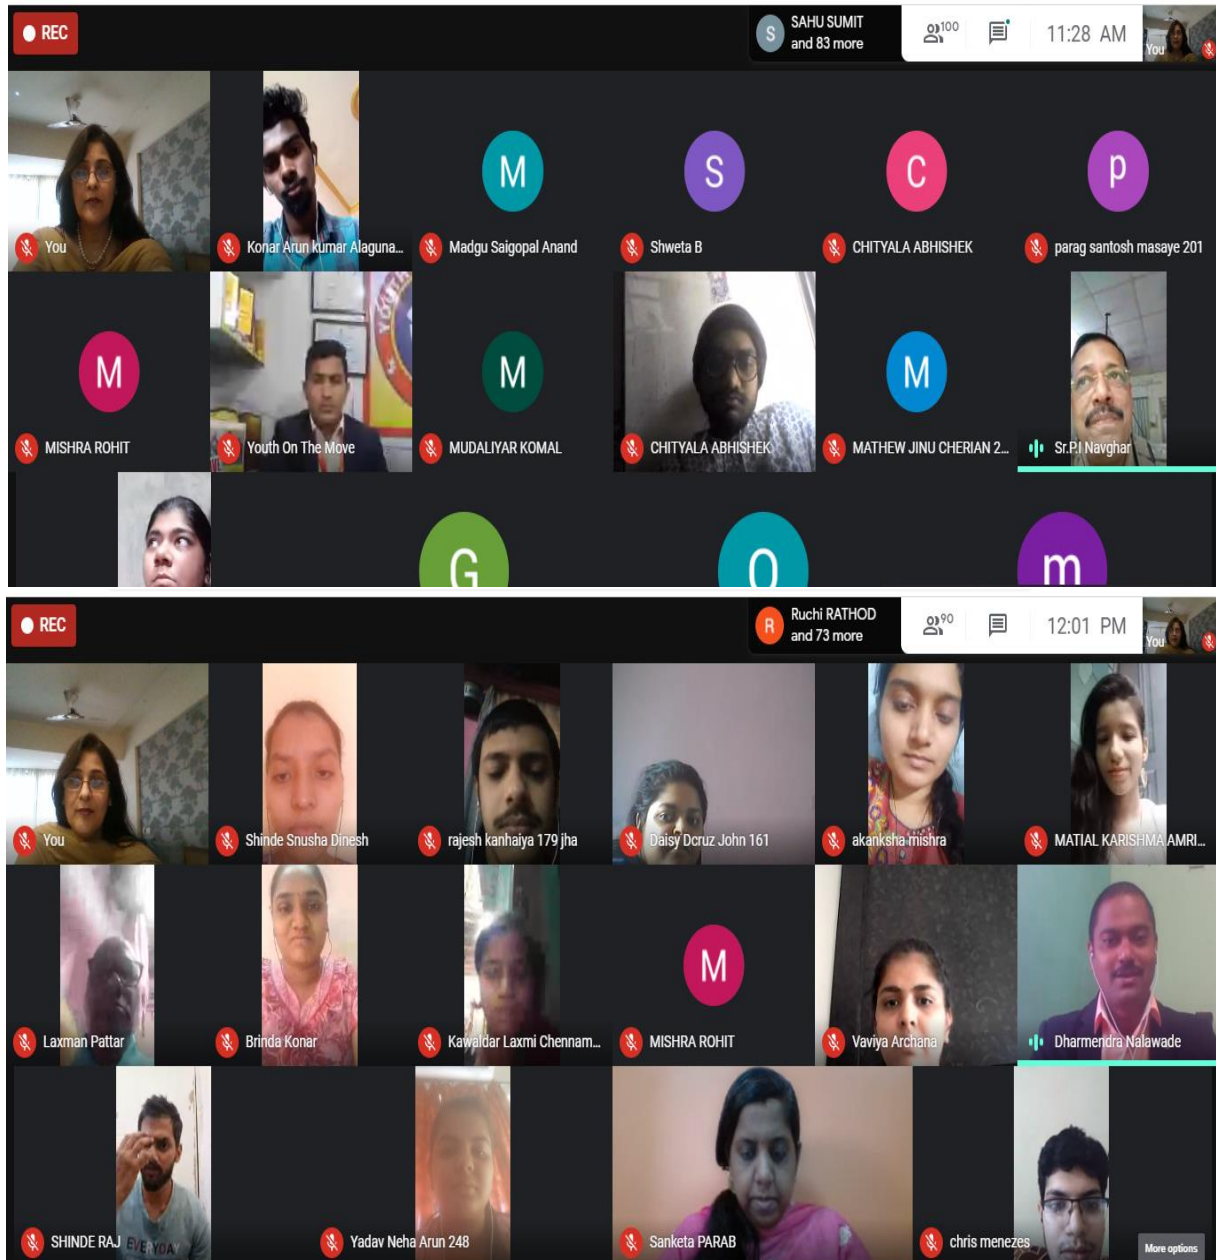 REC
SAHU SUMIT
and 83 more
100
11:28 AM
You
You
Konar Arun kumar Alaguna...
M
Madgu Saigopal Anand
S
Shweta B
C
CHITYALA ABHISHEK
p
parag santosh masaye 201
M
MISHRA ROHIT
Youth On The Move
M
MUDALIYAR KOMAL
CHITYALA ABHISHEK
M
MATHEW JINU CHERIAN 2...
Sr.P.I Navghar
G
O
m
REC
R
Ruchi RATHOD
and 73 more
90
12:01 PM
You
You
Shinde Snusha Dinesh
rajesh kanhaiya 179 jha
Daisy Dcruz John 161
akanksha mishra
MATIAL KARISHMA AMRI...
Laxman Pattar
Brinda Konar
Kawaldar Laxmi Chennam...
M
MISHRA ROHIT
Vaviya Archana
Dharmendra Nalawade
SHINDE RAJ
EVERYDAY
Yadav Neha Arun 248
Sanketa PARAB
chris menezes
More options